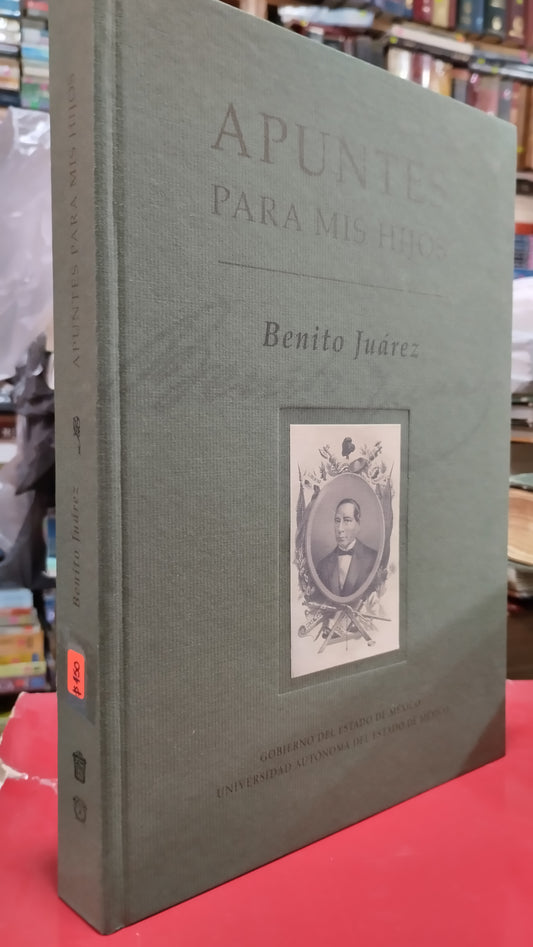 APUNTES
PARA MIS HIJOS
Benito Juárez
GOBIERNO DEL ESTADO DE MÉXICO
UNIVERSIDAD AUTÓNOMA DEL ESTADO DE MÉXICO
APUNTES PARA MIS HIJOS
Benito Juárez
$450